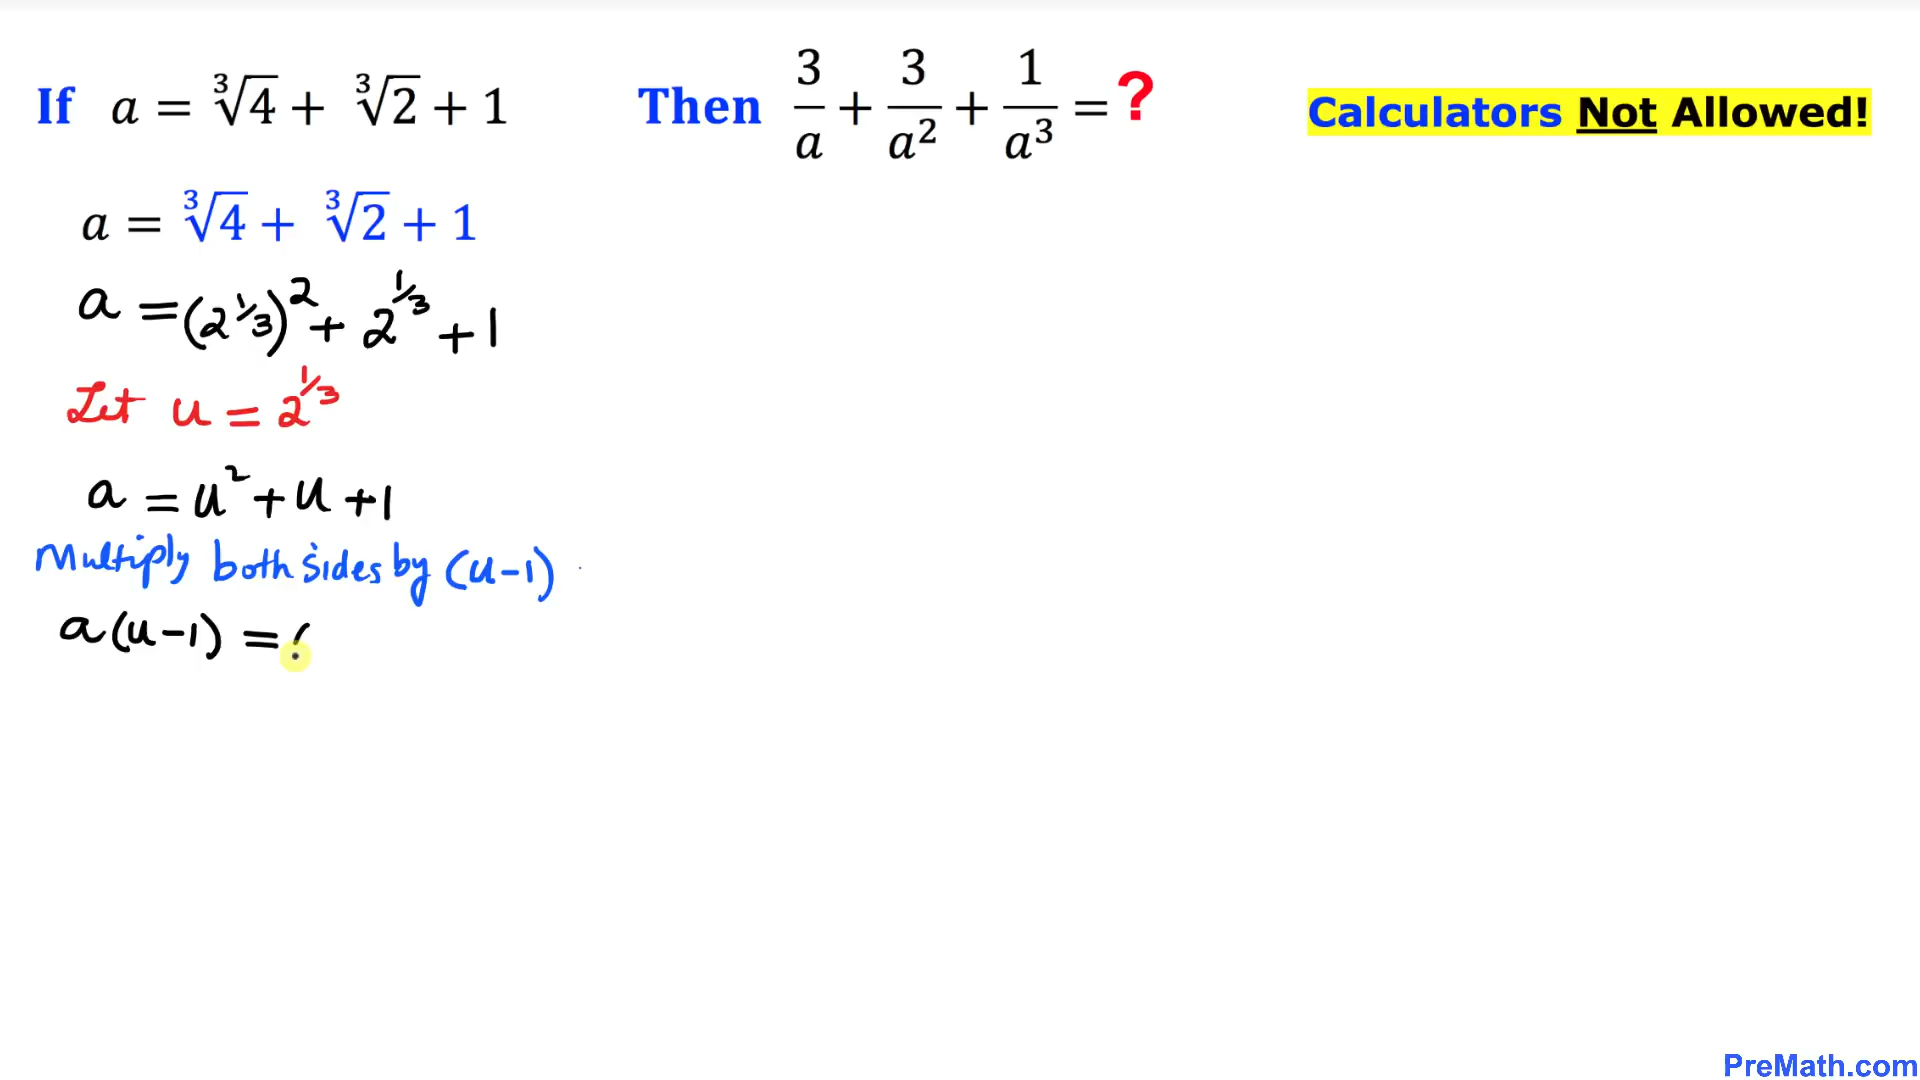 If a = ∛4 + ∛2 + 1 Then 3/a + 3/a² + 1/a³ = ? Calculators Not Allowed!
a = ∛4 + ∛2 + 1
a = (2^⅓)² + 2^⅓ + 1
Let u = 2^⅓
a = u² + u + 1
Multiply both sides by (u-1)
a(u-1) = (
PreMath.com